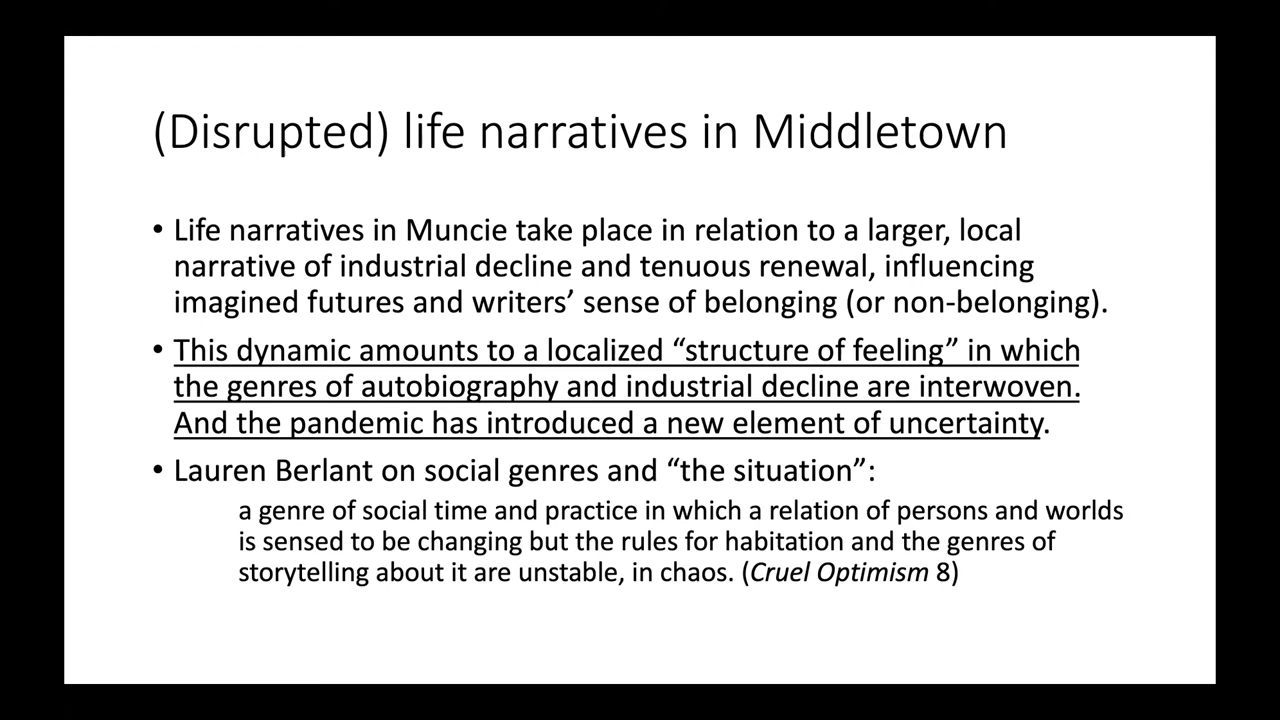 (Disrupted) life narratives in Middletown
• Life narratives in Muncie take place in relation to a larger, local
narrative of industrial decline and tenuous renewal, influencing
imagined futures and writers’ sense of belonging (or non-belonging).
• This dynamic amounts to a localized “structure of feeling” in which
the genres of autobiography and industrial decline are interwoven.
And the pandemic has introduced a new element of uncertainty.
• Lauren Berlant on social genres and “the situation”:
a genre of social time and practice in which a relation of persons and worlds
is sensed to be changing but the rules for habitation and the genres of
storytelling about it are unstable, in chaos. (Cruel Optimism 8)